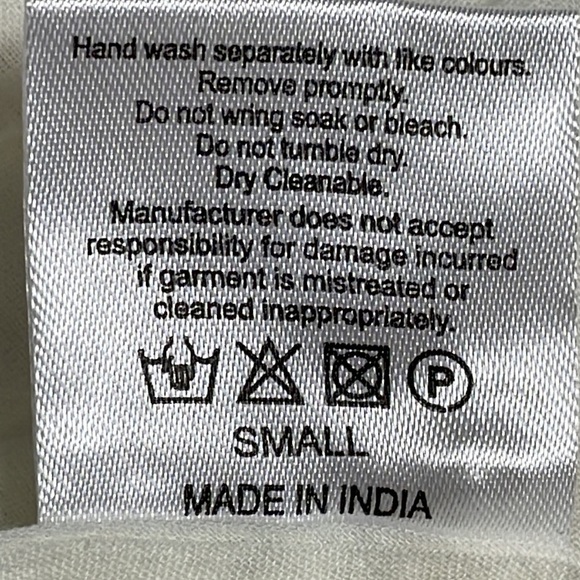 Hand wash separately with like colours.
Remove promptly.
Do not wring soak or bleach.
Do not tumble dry.
Dry Cleanable.
Manufacturer does not accept
responsibility for damage incurred
if garment is mistreated or
cleaned inappropriately.
P
SMALL
MADE IN INDIA